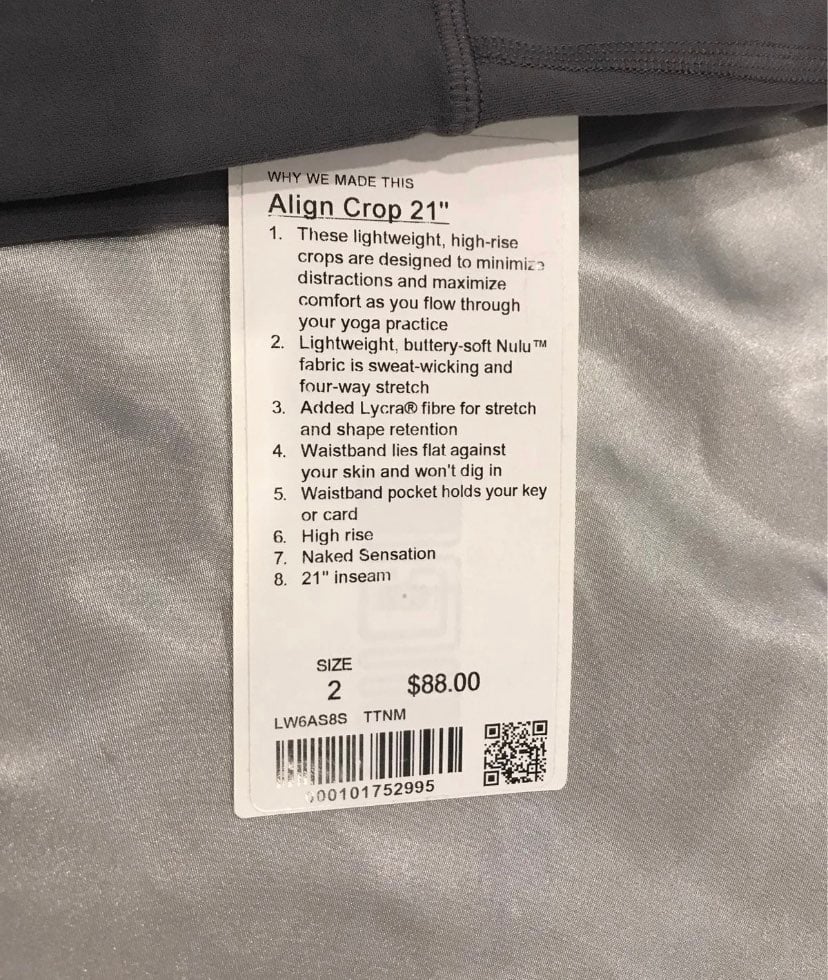 WHY WE MADE THIS
Align Crop 21"
1. These lightweight, high-rise
crops are designed to minimize
distractions and maximize
comfort as you flow through
your yoga practice
2. Lightweight, buttery-soft Nulu™
fabric is sweat-wicking and
four-way stretch
3. Added Lycra® fibre for stretch
and shape retention
4. Waistband lies flat against
your skin and won't dig in
5. Waistband pocket holds your key
or card
6. High rise
7. Naked Sensation
8. 21" inseam
SIZE
2 $88.00
LW6AS8S TTNM
000101752995